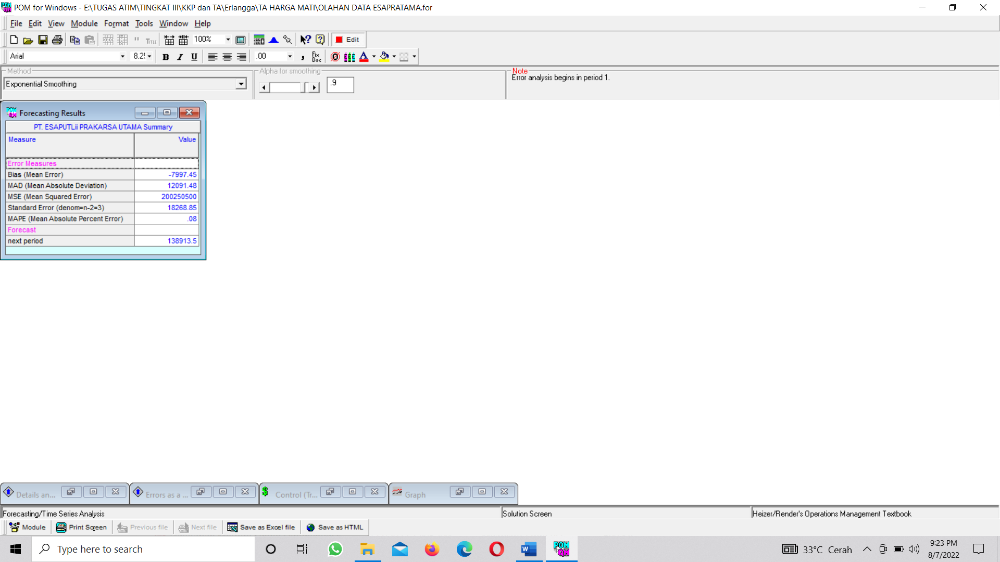 POM for Windows - E:\TUGAS ATIM\TINGKAT III\KKP dan TA\Erlangga\TA HARGA MATI\OLAHAN DATA ESAPRATAMA.for
File Edit View Module Format Tools Window Help
TITLE 100% Edit
Arial 8.25 B I U .00 , Fix Dec
Method
Exponential Smoothing
Alpha for smoothing
.9
Note
Error analysis begins in period 1.
Forecasting Results
PT. ESAPUTLii PRAKARSA UTAMA Summary
Measure Value
Error Measures
Bias (Mean Error) -7997.45
MAD (Mean Absolute Deviation) 12091.48
MSE (Mean Squared Error) 200250500
Standard Error (denom=n-2=3) 18268.85
MAPE (Mean Absolute Percent Error) .08
Forecast
next period 138913.5
Details an... Errors as a ... Control (Tr... Graph
Forecasting/Time Series Analysis Solution Screen Heizer/Render's Operations Management Textbook
Module Print Screen Previous file Next file Save as Excel file Save as HTML
Type here to search
33°C Cerah
9:23 PM
8/7/2022